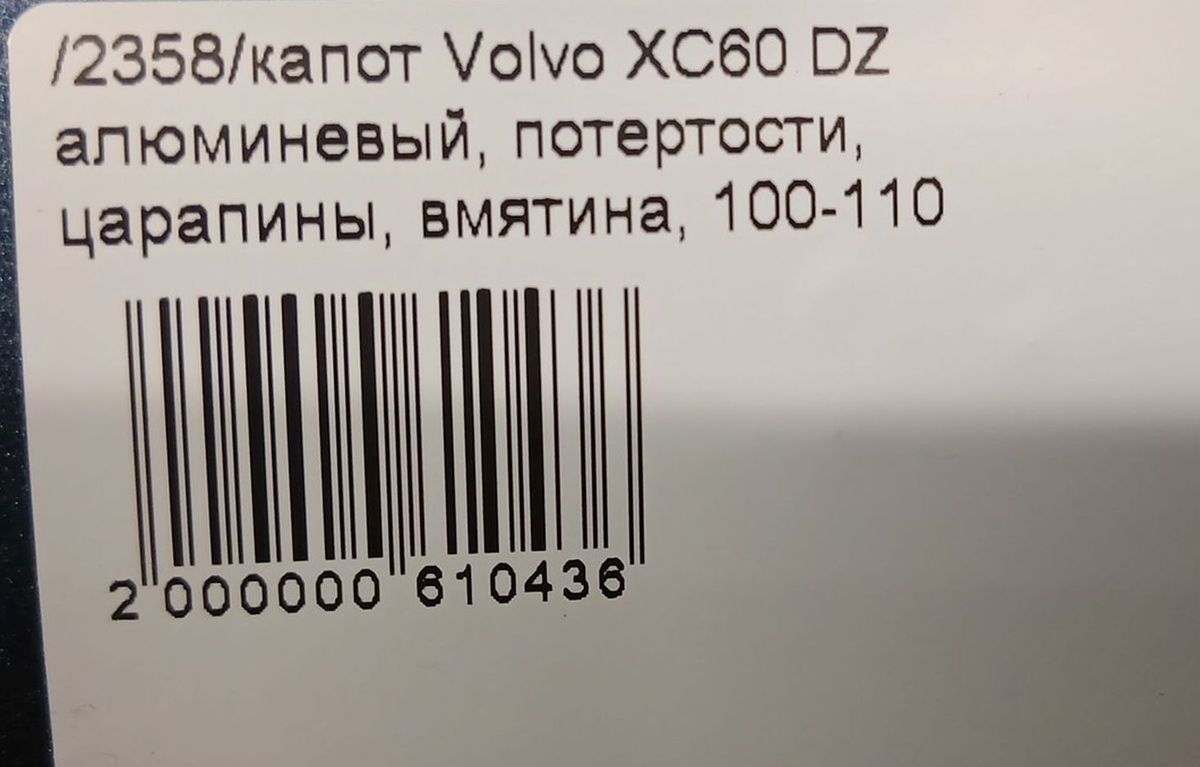 /2358/капот Volvo XC60 DZ
алюминевый, потертости,
царапины, вмятина, 100-110
2 000000 610436